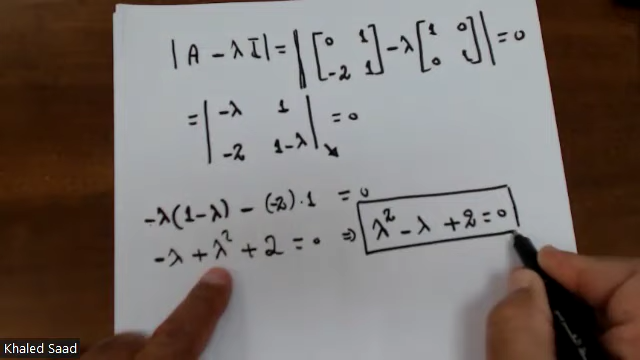 |A - λI| = |[0 1 -2 1] - λ[1 0 0 1]| = 0
= |-λ 1 -2 1-λ| = 0
-λ(1-λ) - (-2).1 = 0
-λ + λ² + 2 = 0 ⇒ λ² - λ + 2 = 0
Khaled Saad